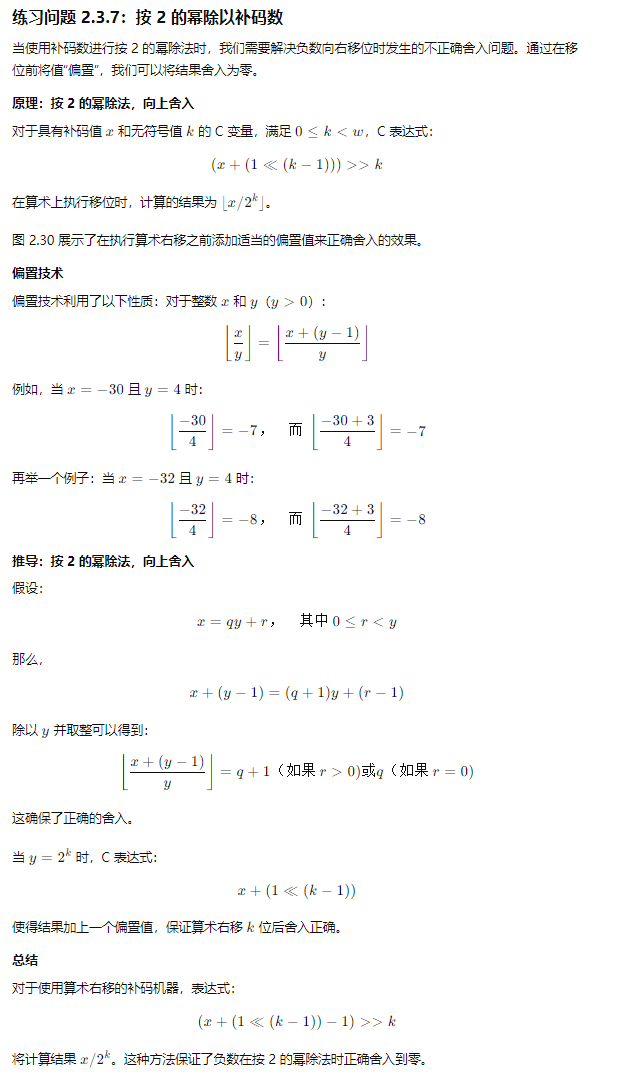 练习问题 2.3.7：按 2 的幂除以补码数
当使用补码数进行按 2 的幂除法时，我们需要解决负数向右移位时发生的不正确舍入问题。通过在移
位前将值“偏置”，我们可以将结果舍入为零。
原理：按 2 的幂除法，向上舍入
对于具有补码值 x 和无符号值 k 的 C 变量，满足 0 ≤ k < w，C 表达式：
(x + (1 ≪ (k − 1))) >> k
在算术上执行移位时，计算的结果为 ⌊x/2^k⌋。
图 2.30 展示了在执行算术右移之前添加适当的偏置值来正确舍入的效果。
偏置技术
偏置技术利用了以下性质：对于整数 x 和 y（y > 0）：
⌊x/y⌋ = ⌊(x + (y − 1))/y⌋
例如，当 x = −30 且 y = 4 时：
⌊−30/4⌋ = −7， 而 ⌊(−30 + 3)/4⌋ = −7
再举一个例子：当 x = −32 且 y = 4 时：
⌊−32/4⌋ = −8， 而 ⌊(−32 + 3)/4⌋ = −8
推导：按 2 的幂除法，向上舍入
假设：
x = qy + r， 其中 0 ≤ r < y
那么，
x + (y − 1) = (q + 1)y + (r − 1)
除以 y 并取整可以得到：
⌊(x + (y − 1))/y⌋ = q + 1（如果 r > 0)或q（如果 r = 0)
这确保了正确的舍入。
当 y = 2^k 时，C 表达式：
x + (1 ≪ (k − 1))
使得结果加上一个偏置值，保证算术右移 k 位后舍入正确。
总结
对于使用算术右移的补码机器，表达式：
(x + (1 ≪ (k − 1)) − 1) >> k
将计算结果 x/2^k。这种方法保证了负数在按 2 的幂除法时正确舍入到零。